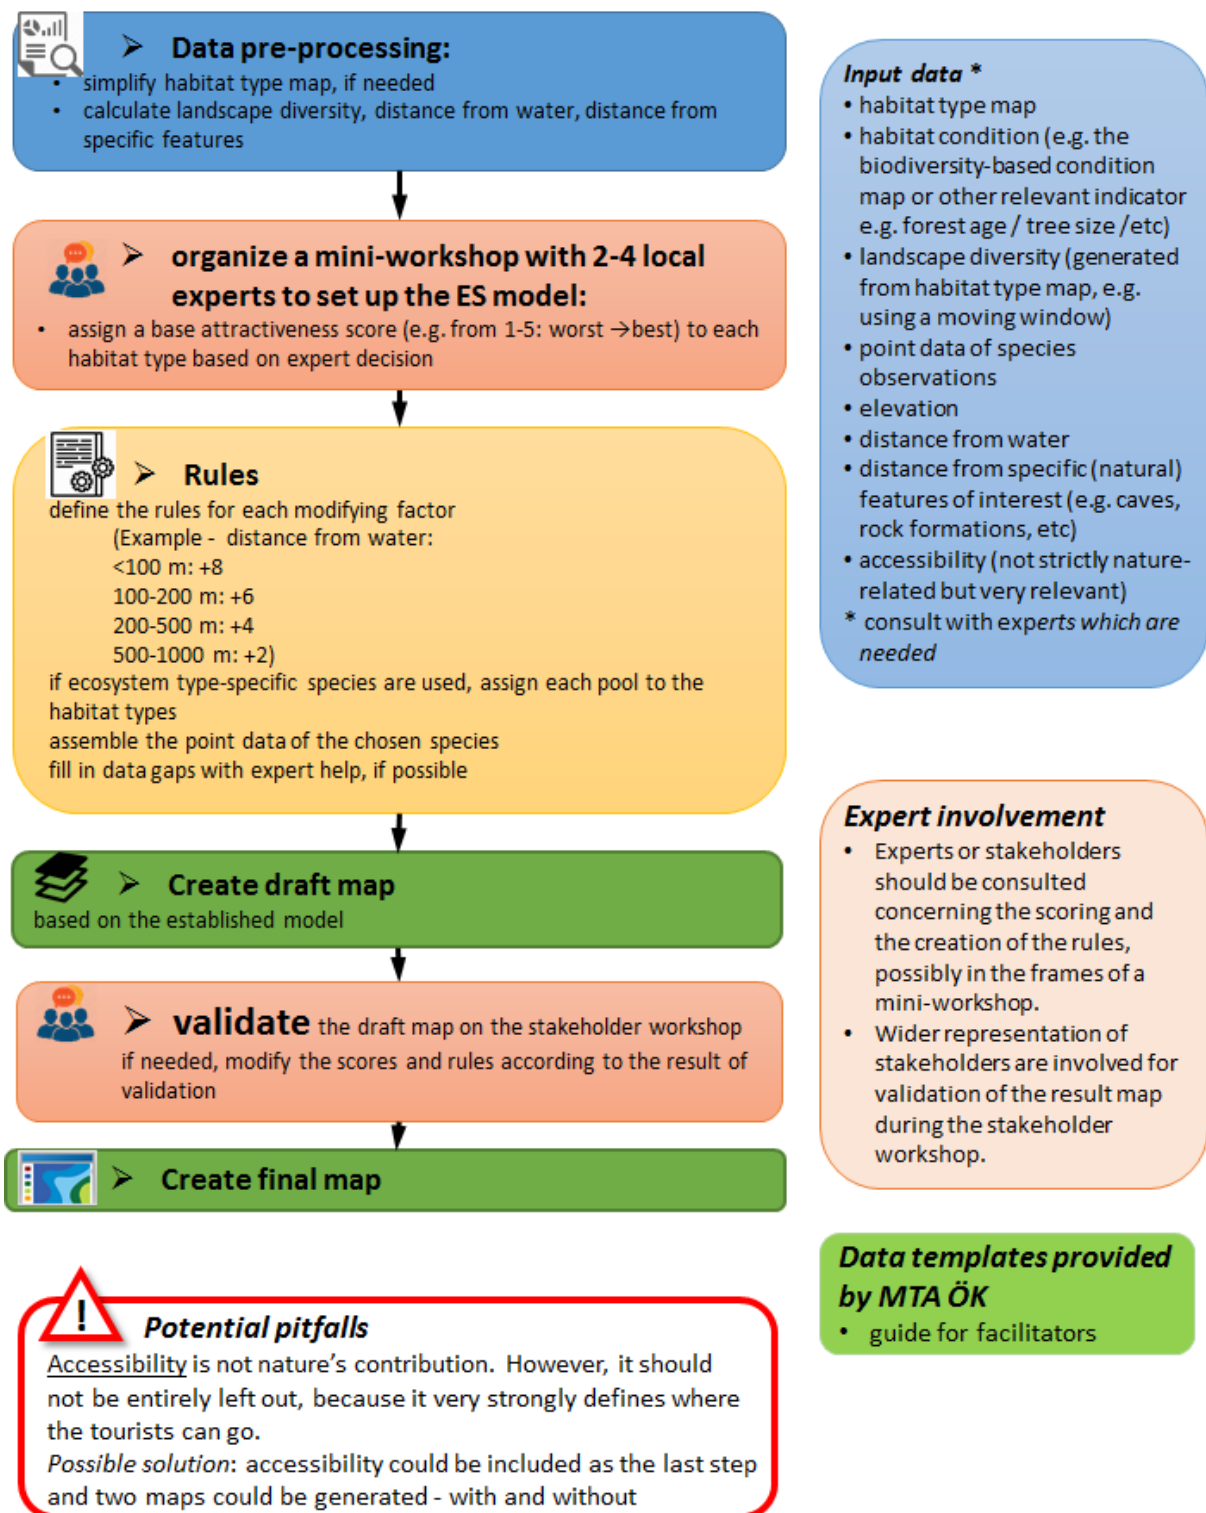 ➢ Data pre-processing:
• simplify habitat type map, if needed
• calculate landscape diversity, distance from water, distance from
specific features
➢ organize a mini-workshop with 2-4 local
experts to set up the ES model:
• assign a base attractiveness score (e.g. from 1-5: worst →best) to each
habitat type based on expert decision
➢ Rules
define the rules for each modifying factor
(Example - distance from water:
<100 m: +8
100-200 m: +6
200-500 m: +4
500-1000 m: +2)
if ecosystem type-specific species are used, assign each pool to the
habitat types
assemble the point data of the chosen species
fill in data gaps with expert help, if possible
➢ Create draft map
based on the established model
➢ validate the draft map on the stakeholder workshop
if needed, modify the scores and rules according to the result of
validation
➢ Create final map
!
Potential pitfalls
Accessibility is not nature's contribution. However, it should
not be entirely left out, because it very strongly defines where
the tourists can go.
Possible solution: accessibility could be included as the last step
and two maps could be generated - with and without
Input data *
• habitat type map
• habitat condition (e.g. the
biodiversity-based condition
map or other relevant indicator
e.g. forest age / tree size /etc)
• landscape diversity (generated
from habitat type map, e.g.
using a moving window)
• point data of species
observations
• elevation
• distance from water
• distance from specific (natural)
features of interest (e.g. caves,
rock formations, etc)
• accessibility (not strictly nature-
related but very relevant)
* consult with experts which are
needed
Expert involvement
• Experts or stakeholders
should be consulted
concerning the scoring and
the creation of the rules,
possibly in the frames of a
mini-workshop.
• Wider representation of
stakeholders are involved for
validation of the result map
during the stakeholder
workshop.
Data templates provided
by MTA ÖK
• guide for facilitators